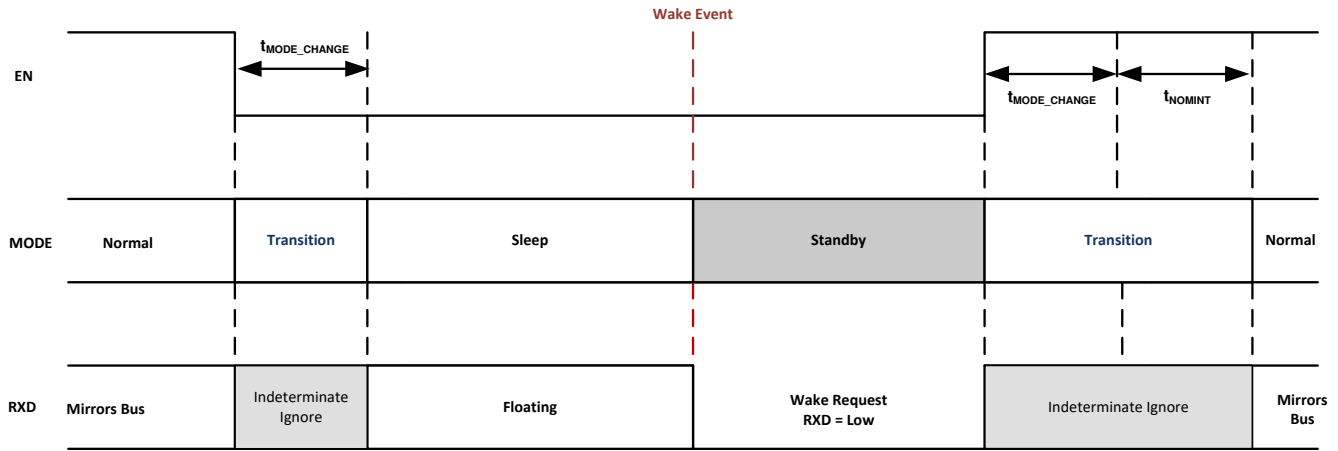 Wake Event
EN
tMODE_CHANGE
tMODE_CHANGE
tNOMINT
MODE
Normal
Transition
Sleep
Standby
Transition
Normal
RXD
Mirrors Bus
Indeterminate
Ignore
Floating
Wake Request
RXD = Low
Indeterminate Ignore
Mirrors
Bus